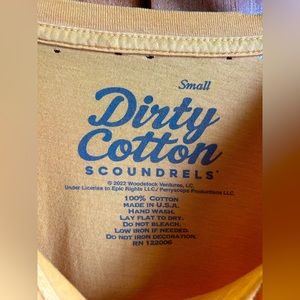 Small
Dirty
Cotton
SCOUNDRELS
© 2022 Woodstock Ventures, LC.
Under License to Epic Rights LLC/ Perryscope Productions LLC.
100% COTTON
MADE IN U.S.A.
HAND WASH.
LAY FLAT TO DRY.
DO NOT BLEACH.
LOW IRON IF NEEDED.
DO NOT IRON DECORATION.
RN 122006